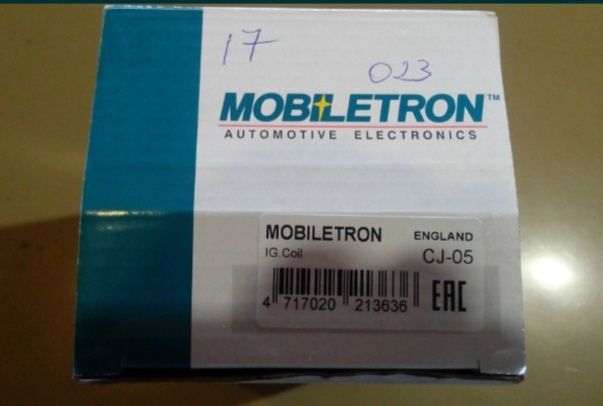 17
023
MOBILETRON™
AUTOMOTIVE ELECTRONICS
MOBILETRON ENGLAND
IG.Coil CJ-05
4 717020 213636 EAC